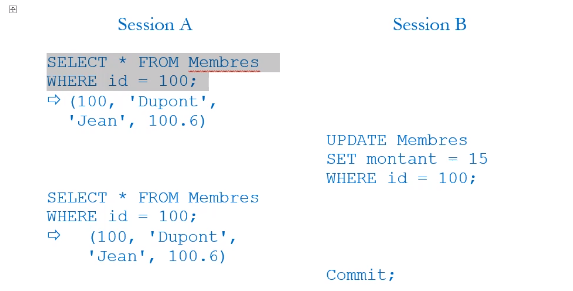 Session A
Session B
SELECT * FROM Membres
WHERE id = 100;
⇨ (100, 'Dupont',
'Jean', 100.6)
UPDATE Membres
SET montant = 15
WHERE id = 100;
SELECT * FROM Membres
WHERE id = 100;
⇨ (100, 'Dupont',
'Jean', 100.6)
Commit;